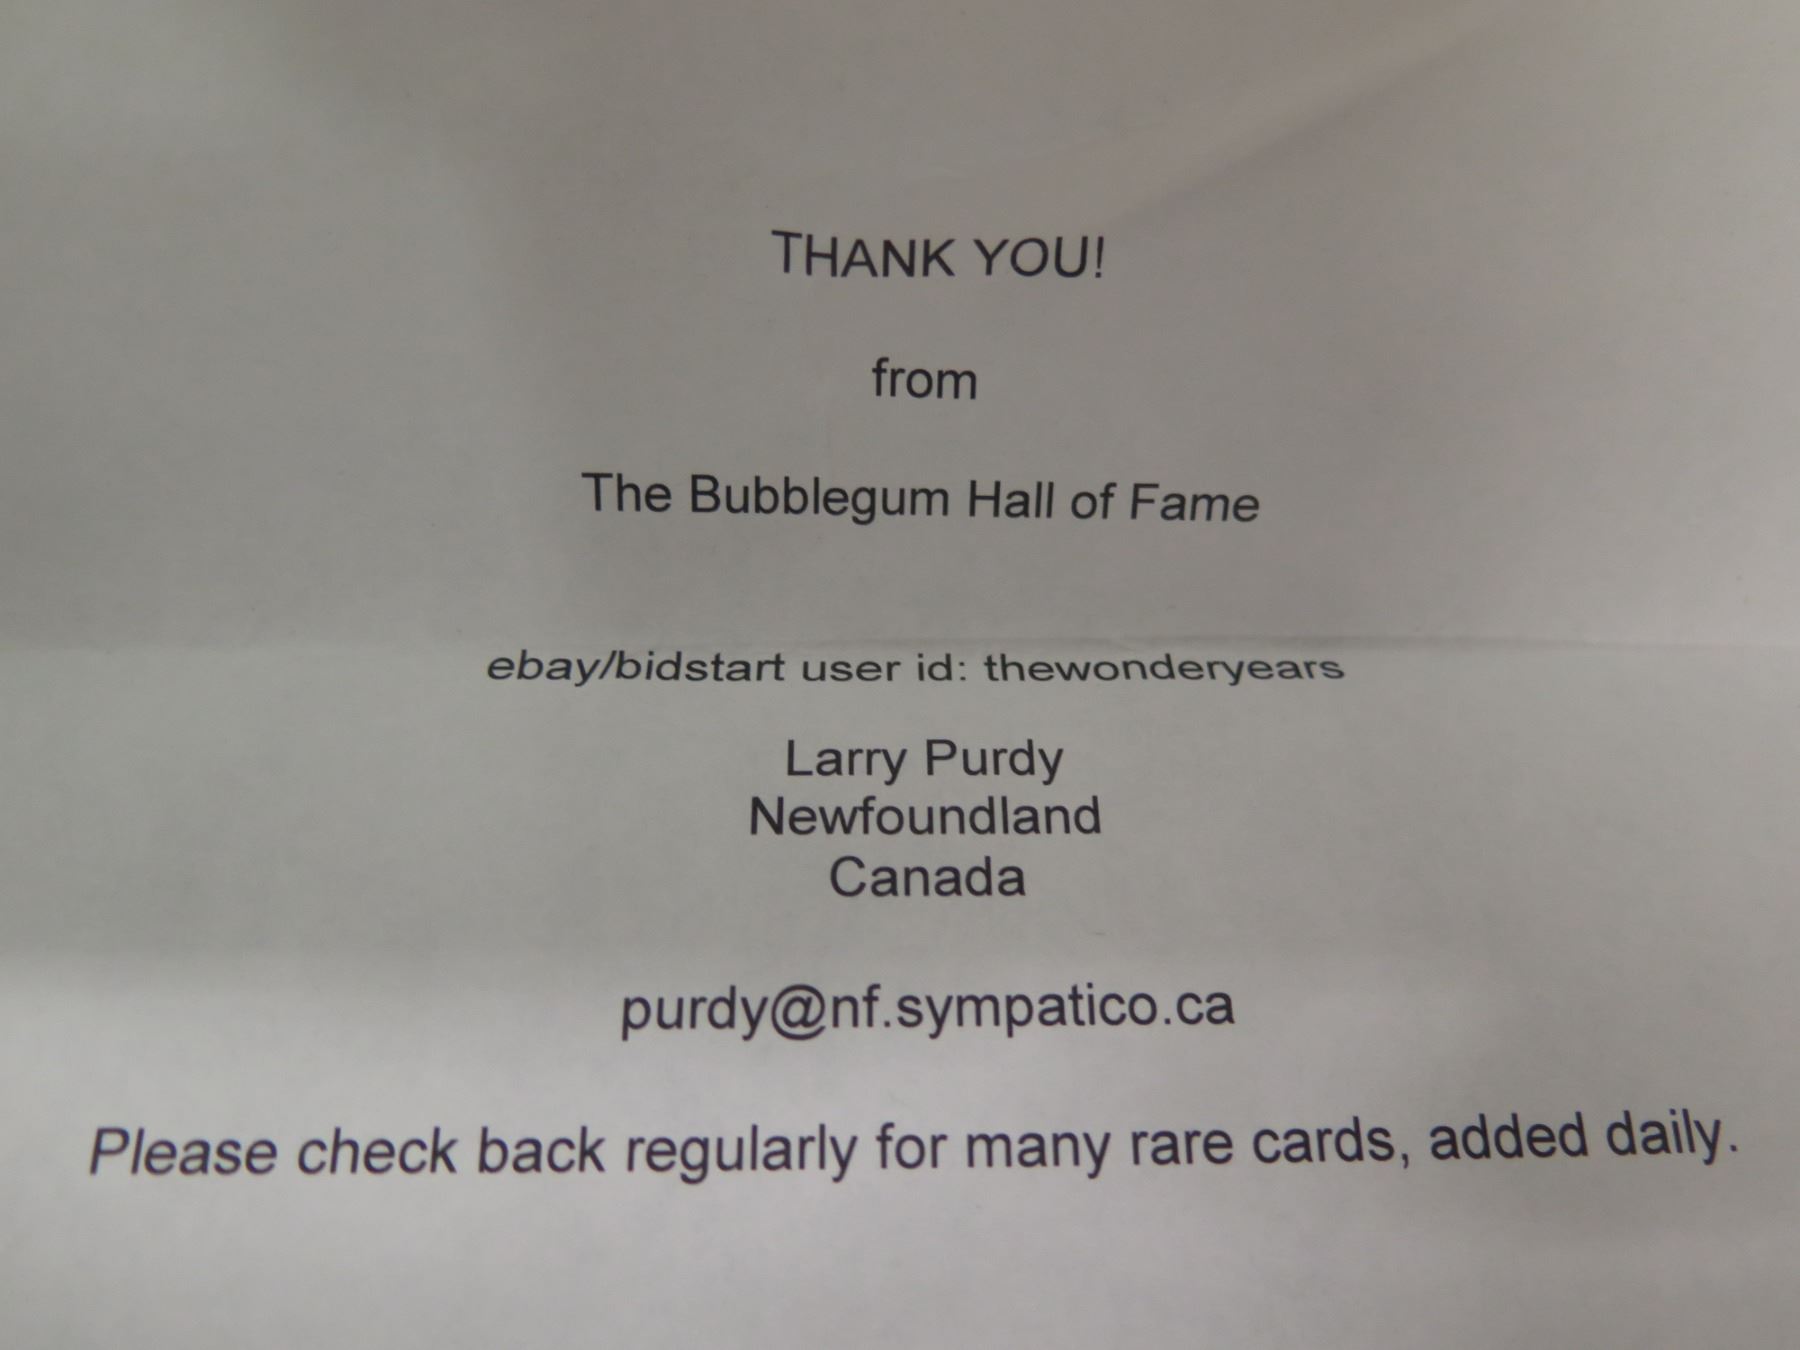 THANK YOU!
from
The Bubblegum Hall of Fame
ebay/bidstart user id: thewonderyears
Larry Purdy
Newfoundland
Canada
purdy@nf.sympatico.ca
Please check back regularly for many rare cards, added daily.